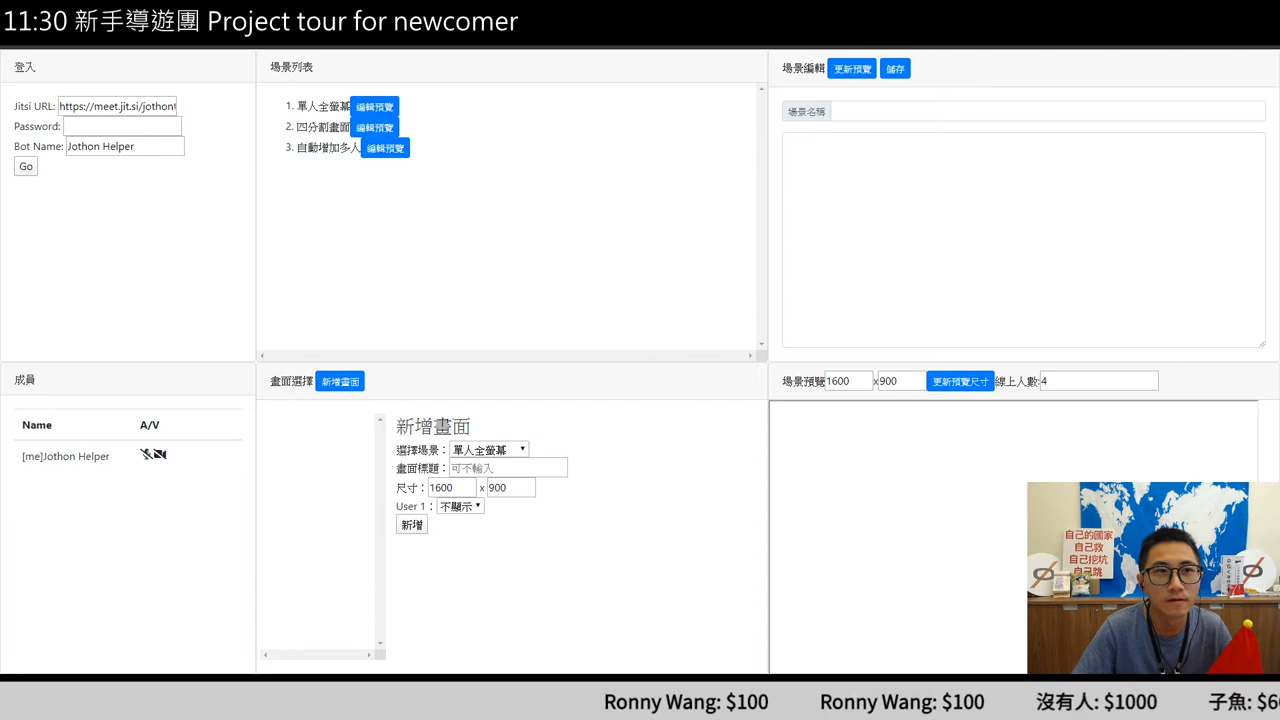 11:30 新手導遊團 Project tour for newcomer
登入
Jitsi URL: https://meet.jit.si/jothont
Password:
Bot Name: Jothon Helper
Go
場景列表
1. 單人全螢幕 編輯預覽
2. 四分割畫面 編輯預覽
3. 自動增加多人 編輯預覽
場景編輯 更新預覽 儲存
場景名稱
成員
Name A/V
[me]Jothon Helper
畫面選擇 新增畫面
新增畫面
選擇場景：單人全螢幕
畫面標題：可不輸入
尺寸：1600 x 900
User 1：不顯示
新增
場景預覽 1600 x 900 更新預覽尺寸 線上人數: 4
自己的國家
自己救
自己挖坑
自己跳
Ronny Wang: $100 Ronny Wang: $100 沒有人: $1000 子魚: $6